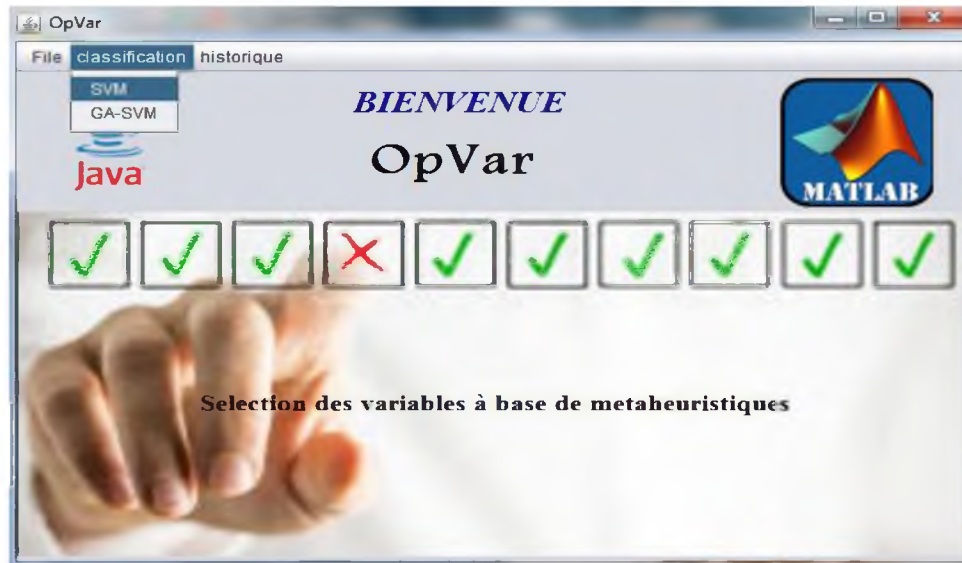 OpVar
File classification historique
SVM
GA-SVM
BIENVENUE
OpVar
Java
MATLAB
Selection des variables à base de metaheuristiques